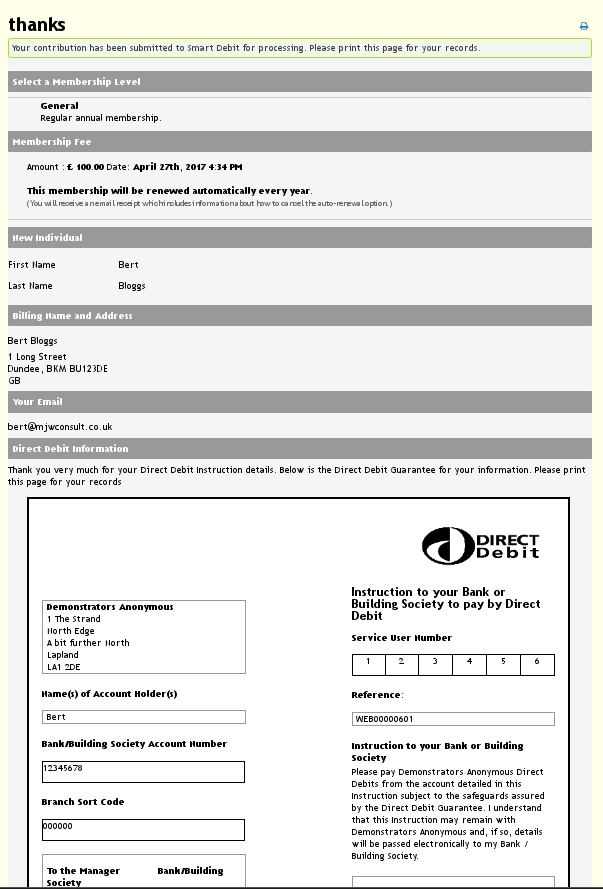 thanks
Your contribution has been submitted to Smart Debit for processing. Please print this page for your records.
Select a Membership Level
General
Regular annual membership.
Membership Fee
Amount : £ 100.00 Date: April 27th, 2017 4:34 PM
This membership will be renewed automatically every year.
(You will receive an email receipt which includes information about how to cancel the auto-renewal option.)
New Individual
First Name Bert
Last Name Bloggs
Billing Name and Address
Bert Bloggs
1 Long Street
Dundee, BKM BU123DE
GB
Your Email
bert@mjwconsult.co.uk
Direct Debit Information
Thank you very much for your Direct Debit Instruction details. Below is the Direct Debit Guarantee for your information. Please print
this page for your records
DIRECT
Debit
Demonstrators Anonymous
1 The Strand
North Edge
A bit further North
Lapland
LA1 2DE
Name(s) of Account Holder(s)
Bert
Bank/Building Society Account Number
12345678
Branch Sort Code
000000
To the Manager Bank/Building
Society
Instruction to your Bank or
Building Society to pay by Direct
Debit
Service User Number
1 2 3 4 5 6
Reference:
WEB00000601
Instruction to your Bank or Building
Society
Please pay Demonstrators Anonymous Direct
Debits from the account detailed in this
Instruction subject to the safeguards assured
by the Direct Debit Guarantee. I understand
that this Instruction may remain with
Demonstrators Anonymous and, if so, details
will be passed electronically to my Bank /
Building Society.